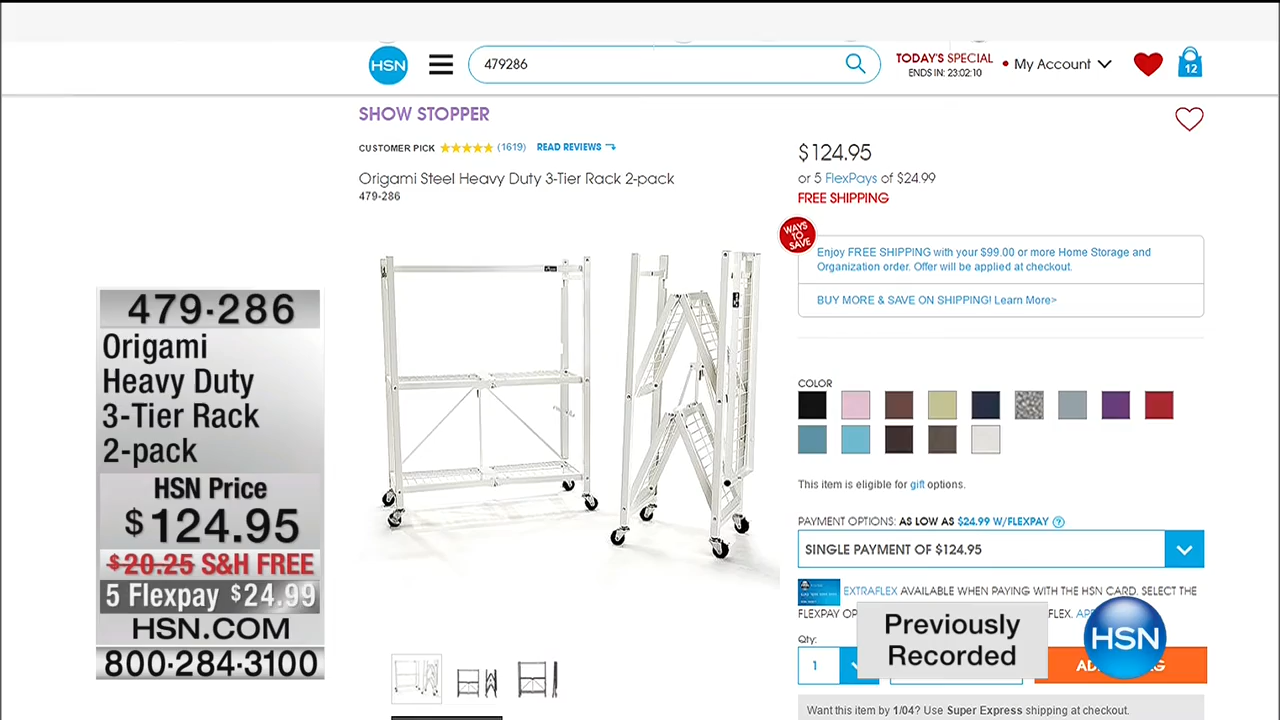 HSN
479286
TODAY'S SPECIAL
ENDS IN: 23:02:10
My Account
12
SHOW STOPPER
CUSTOMER PICK (1619) READ REVIEWS
Origami Steel Heavy Duty 3-Tier Rack 2-pack
479-286
$124.95
or 5 FlexPays of $24.99
FREE SHIPPING
WAYS
TO
SAVE
Enjoy FREE SHIPPING with your $99.00 or more Home Storage and
Organization order. Offer will be applied at checkout.
BUY MORE & SAVE ON SHIPPING! Learn More>
COLOR
This item is eligible for gift options.
PAYMENT OPTIONS: AS LOW AS $24.99 W/FLEXPAY ?
SINGLE PAYMENT OF $124.95
EXTRAFLEX AVAILABLE WHEN PAYING WITH THE HSN CARD. SELECT THE
FLEXPAY
Qty:
1
Want this item by 1/04? Use Super Express shipping at checkout.
479·286
Origami
Heavy Duty
3-Tier Rack
2-pack
HSN Price
$124.95
$20.25 S&H FREE
5 Flexpay $24.99
HSN.COM
800·284·3100
Previously
Recorded
HSN